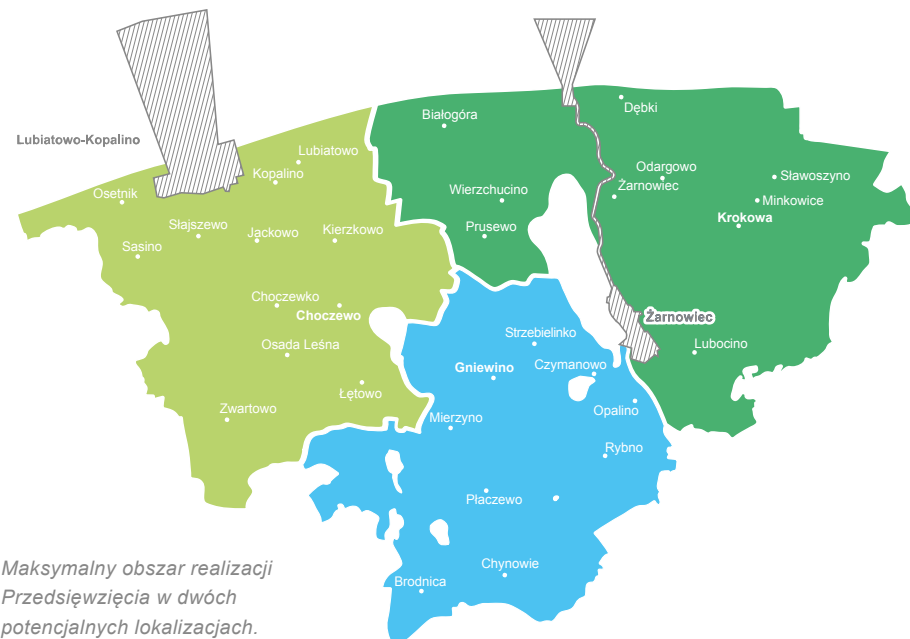 Białogóra
Dębki
Lubiatowo-Kopalino
Lubiatowo
Kopalino
Odargowo
Sławoszyno
Osetnik
Wierzchucino
Żarnowiec
Minkowice
Krokowa
Słajszewo
Jackowo
Kierzkowo
Prusewo
Sasino
Choczewko
Choczewo
Żarnowiec
Osada Leśna
Strzebielinko
Lubocino
Gniewino
Czymanowo
Łętowo
Zwartowo
Mierzyno
Opalino
Rybno
Płaczewo
Chynowie
Brodnica
Maksymalny obszar realizacji
Przedsięwzięcia w dwóch
potencjalnych lokalizacjach.